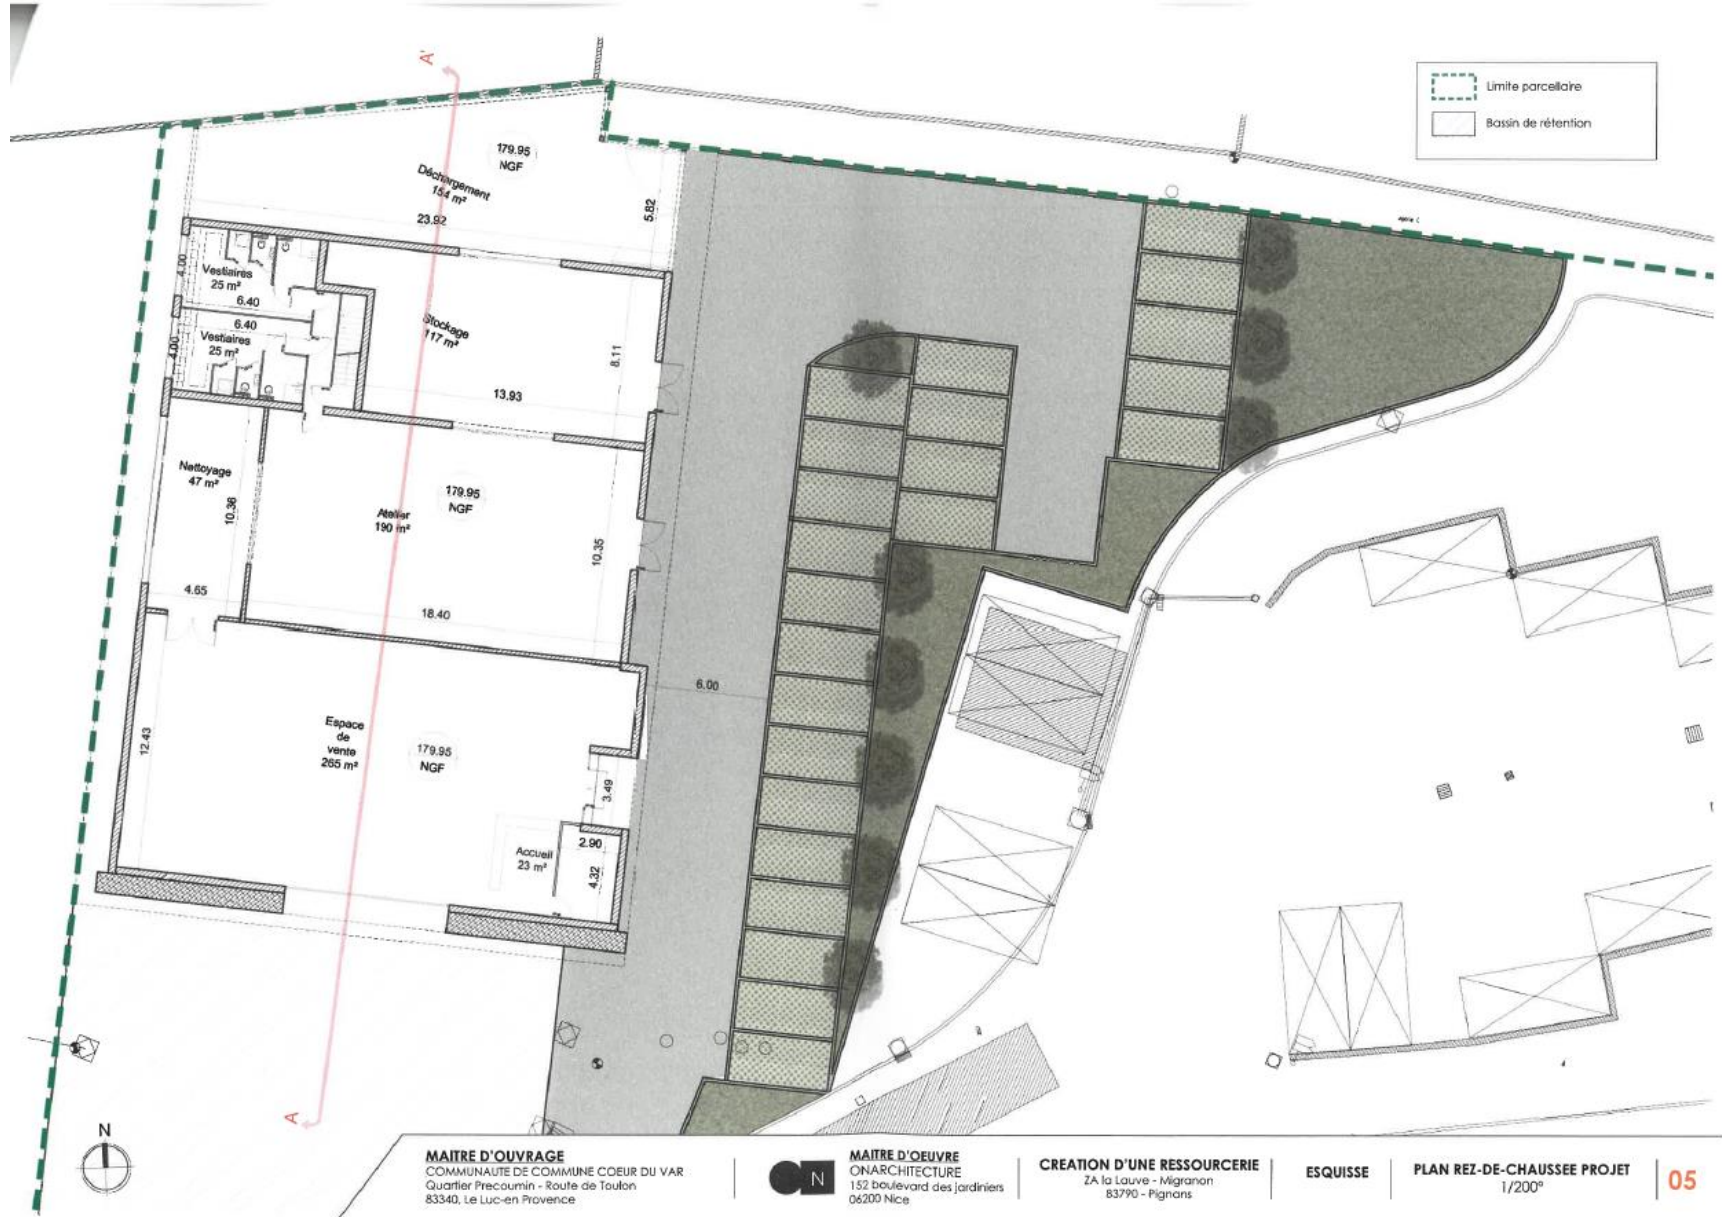 A'
Limite parcellaire
Bassin de rétention
179.95
NGF
Déchargement
154 m²
23.92
5.82
4.00
Vestiaires
25 m²
6.40
6.40
Vestiaires
25 m²
4.00
Stockage
117 m²
8.11
13.93
Nettoyage
47 m²
10.36
179.95
NGF
Atelier
190 m²
10.35
4.65
18.40
6.00
Espace
de
vente
265 m²
12.43
179.95
NGF
3.49
2.90
Accueil
23 m²
4.32
A
N
MAITRE D'OUVRAGE
COMMUNAUTE DE COMMUNE COEUR DU VAR
Quartier Precoumin - Route de Toulon
83340, Le Luc-en Provence
ON
MAITRE D'OEUVRE
ONARCHITECTURE
152 boulevard des jardiniers
06200 Nice
CREATION D'UNE RESSOURCERIE
ZA la Lauve - Migranon
83790 - Pignans
ESQUISSE
PLAN REZ-DE-CHAUSSEE PROJET
1/200°
05